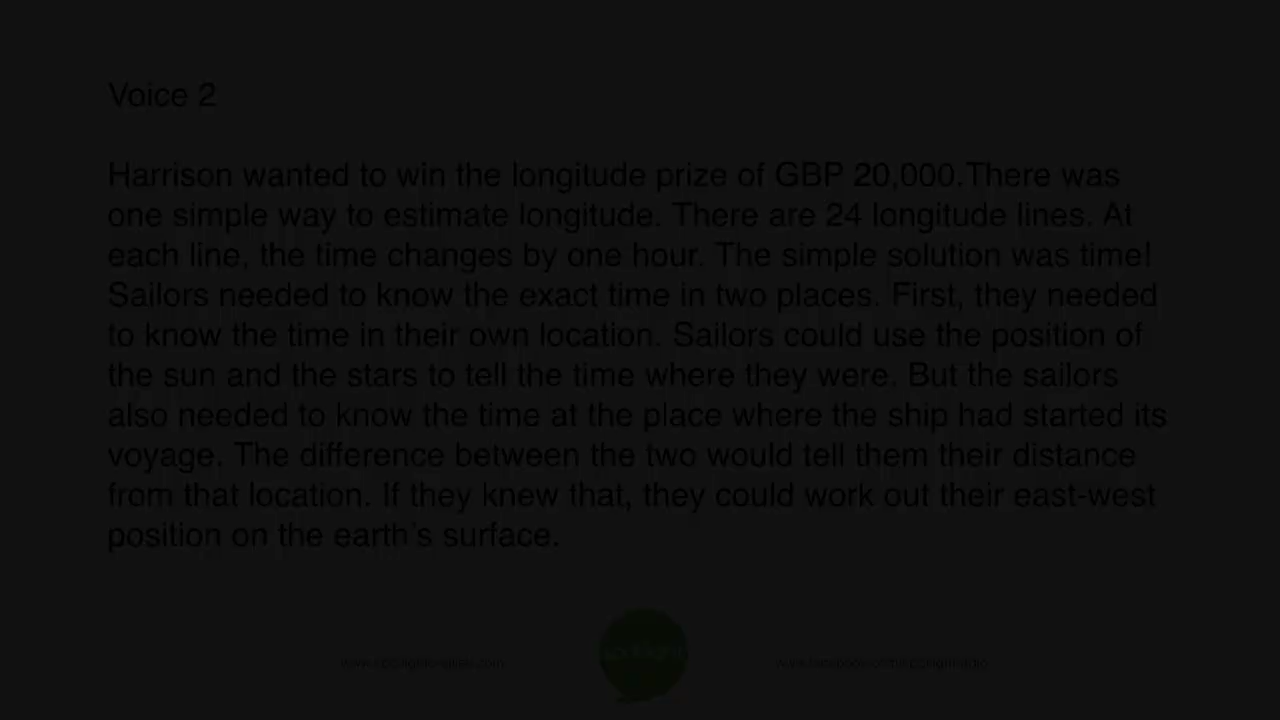 Voice 2
Harrison wanted to win the longitude prize of GBP 20,000.There was
one simple way to estimate longitude. There are 24 longitude lines. At
each line, the time changes by one hour. The simple solution was time!
Sailors needed to know the exact time in two places. First, they needed
to know the time in their own location. Sailors could use the position of
the sun and the stars to tell the time where they were. But the sailors
also needed to know the time at the place where the ship had started its
voyage. The difference between the two would tell them their distance
from that location. If they knew that, they could work out their east-west
position on the earth's surface.